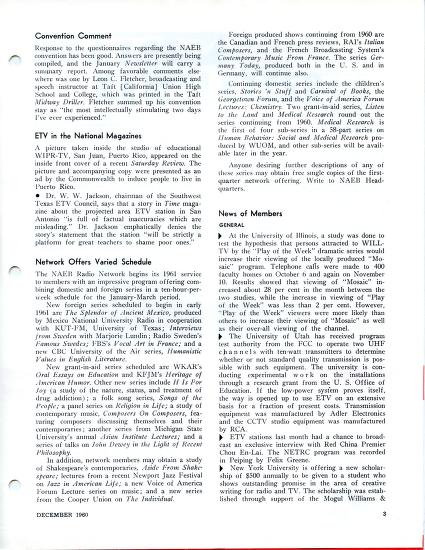 Convention Comment
Response to the questionnaires regarding the NAEB
convention has been good. Answers are presently being
compiled, and the January Newsletter will carry a
summary report. Among favorable comments else-
where was one by Leon C. Fletcher, broadcasting and
speech instructor at Taft [California] Union High
School and College, which was printed in the Taft
Midway Driller. Fletcher summed up his convention
stay as "the most intellectually stimulating two days
I've ever experienced."
ETV in the National Magazines
A picture taken inside the studio of educational
WIPR-TV, San Juan, Puerto Rico, appeared on the
inside front cover of a recent Saturday Review. The
picture and accompanying copy were presented as an
ad by the Commonwealth to induce people to live in
Puerto Rico.
● Dr. W. W. Jackson, chairman of the Southwest
Texas ETV Council, says that a story in Time maga-
zine about the projected area ETV station in San
Antonio "is full of factual inaccuracies which are
misleading." Dr. Jackson emphatically denies the
story's statement that the station "will be strictly a
platform for great teachers to shame poor ones."
Network Offers Varied Schedule
The NAEB Radio Network begins its 1961 service
to members with an impressive program offering com-
bining domestic and foreign series in a ten-hour-per-
week schedule for the January-March period.
New foreign series scheduled to begin in early
1961 are The Splendor of Ancient Mexico, produced
by Mexico National University Radio in cooperation
with KUT-FM, University of Texas; Interviews
from Sweden with Marjorie Lundin; Radio Sweden's
Famous Swedes; FBS's Focal Art in France; and a
new CBC University of the Air series, Humanistic
Values in English Literature.
New grant-in-aid series scheduled are WKAR's
Oral Essays on Education and KPFJM's Heritage of
American Humor. Other new series include If Is For
Joy (a study of the nature, status, and treatment of
drug addiction); a folk song series, Songs of the
People; a panel series on Religion in Life; a study of
contemporary music, Composers On Composers, fea-
turing composers discussing themselves and their
contemporaries; another series from Michigan State
University's annual Asian Institute Lectures; and a
series of talks on John Dewey in the Light of Recent
Philosophy.
In addition, network members may obtain a study
of Shakespeare's contemporaries, Aside From Shake-
speare; lectures from a recent Newport Jazz Festival
on Jazz in American Life; a new Voice of America
Forum Lecture series on music; and a new series
from the Cooper Union on The Individual.
Foreign produced shows continuing from 1960 are
the Canadian and French press reviews, RAI's Italian
Composers, and the French Broadcasting System's
Contemporary Music From France. The series Ger-
many Today, produced both in the U. S. and in
Germany, will continue also.
Continuing domestic series include the children's
series, Stories 'n Stuff and Carnival of Books, the
Georgetown Forum, and the Voice of America Forum
Lectures: Chemistry. Two grant-in-aid series, Listen
to the Land and Medical Research round out the
series continuing from 1960. Medical Research is
the first of four sub-series in a 38-part series on
Human Behavior: Social and Medical Research pro-
duced by WUOM, and other sub-series will be avail-
able later in the year.
Anyone desiring further descriptions of any of
these series may obtain free single copies of the first-
quarter network offering. Write to NAEB Head-
quarters.
News of Members
GENERAL
▶ At the University of Illinois, a study was done to
test the hypothesis that persons attracted to WILL-
TV by the "Play of the Week" dramatic series would
increase their viewing of the locally produced "Mo-
saic" program. Telephone calls were made to 400
faculty homes on October 6 and again on November
10. Results showed that viewing of "Mosaic" in-
creased about 28 per cent in the month between the
two studies, while the increase in viewing of "Play
of the Week" was less than 2 per cent. However,
"Play of the Week" viewers were more likely than
others to increase their viewing of "Mosaic" as well
as their over-all viewing of the channel.
▶ The University of Utah has received program
test authority from the FCC to operate two UHF
channels with ten-watt transmitters to determine
whether or not standard quality transmission is pos-
sible with such equipment. The university is con-
ducting experimental work on the installations
through a research grant from the U. S. Office of
Education. If the low-power system proves itself,
the way is opened up to use ETV on an extensive
basis for a fraction of present costs. Transmission
equipment was manufactured by Adler Electronics
and the CCTV studio equipment was manufactured
by RCA.
▶ ETV stations last month had a chance to broad-
cast an exclusive interview with Red China Premier
Chou En-Lai. The NETRC program was recorded
in Peiping by Felix Greene.
▶ New York University is offering a new scholar-
ship of $500 annually to be given to a student who
shows outstanding promise in the area of creative
writing for radio and TV. The scholarship was estab-
lished through support of the Mogul Williams &
DECEMBER 1960
3